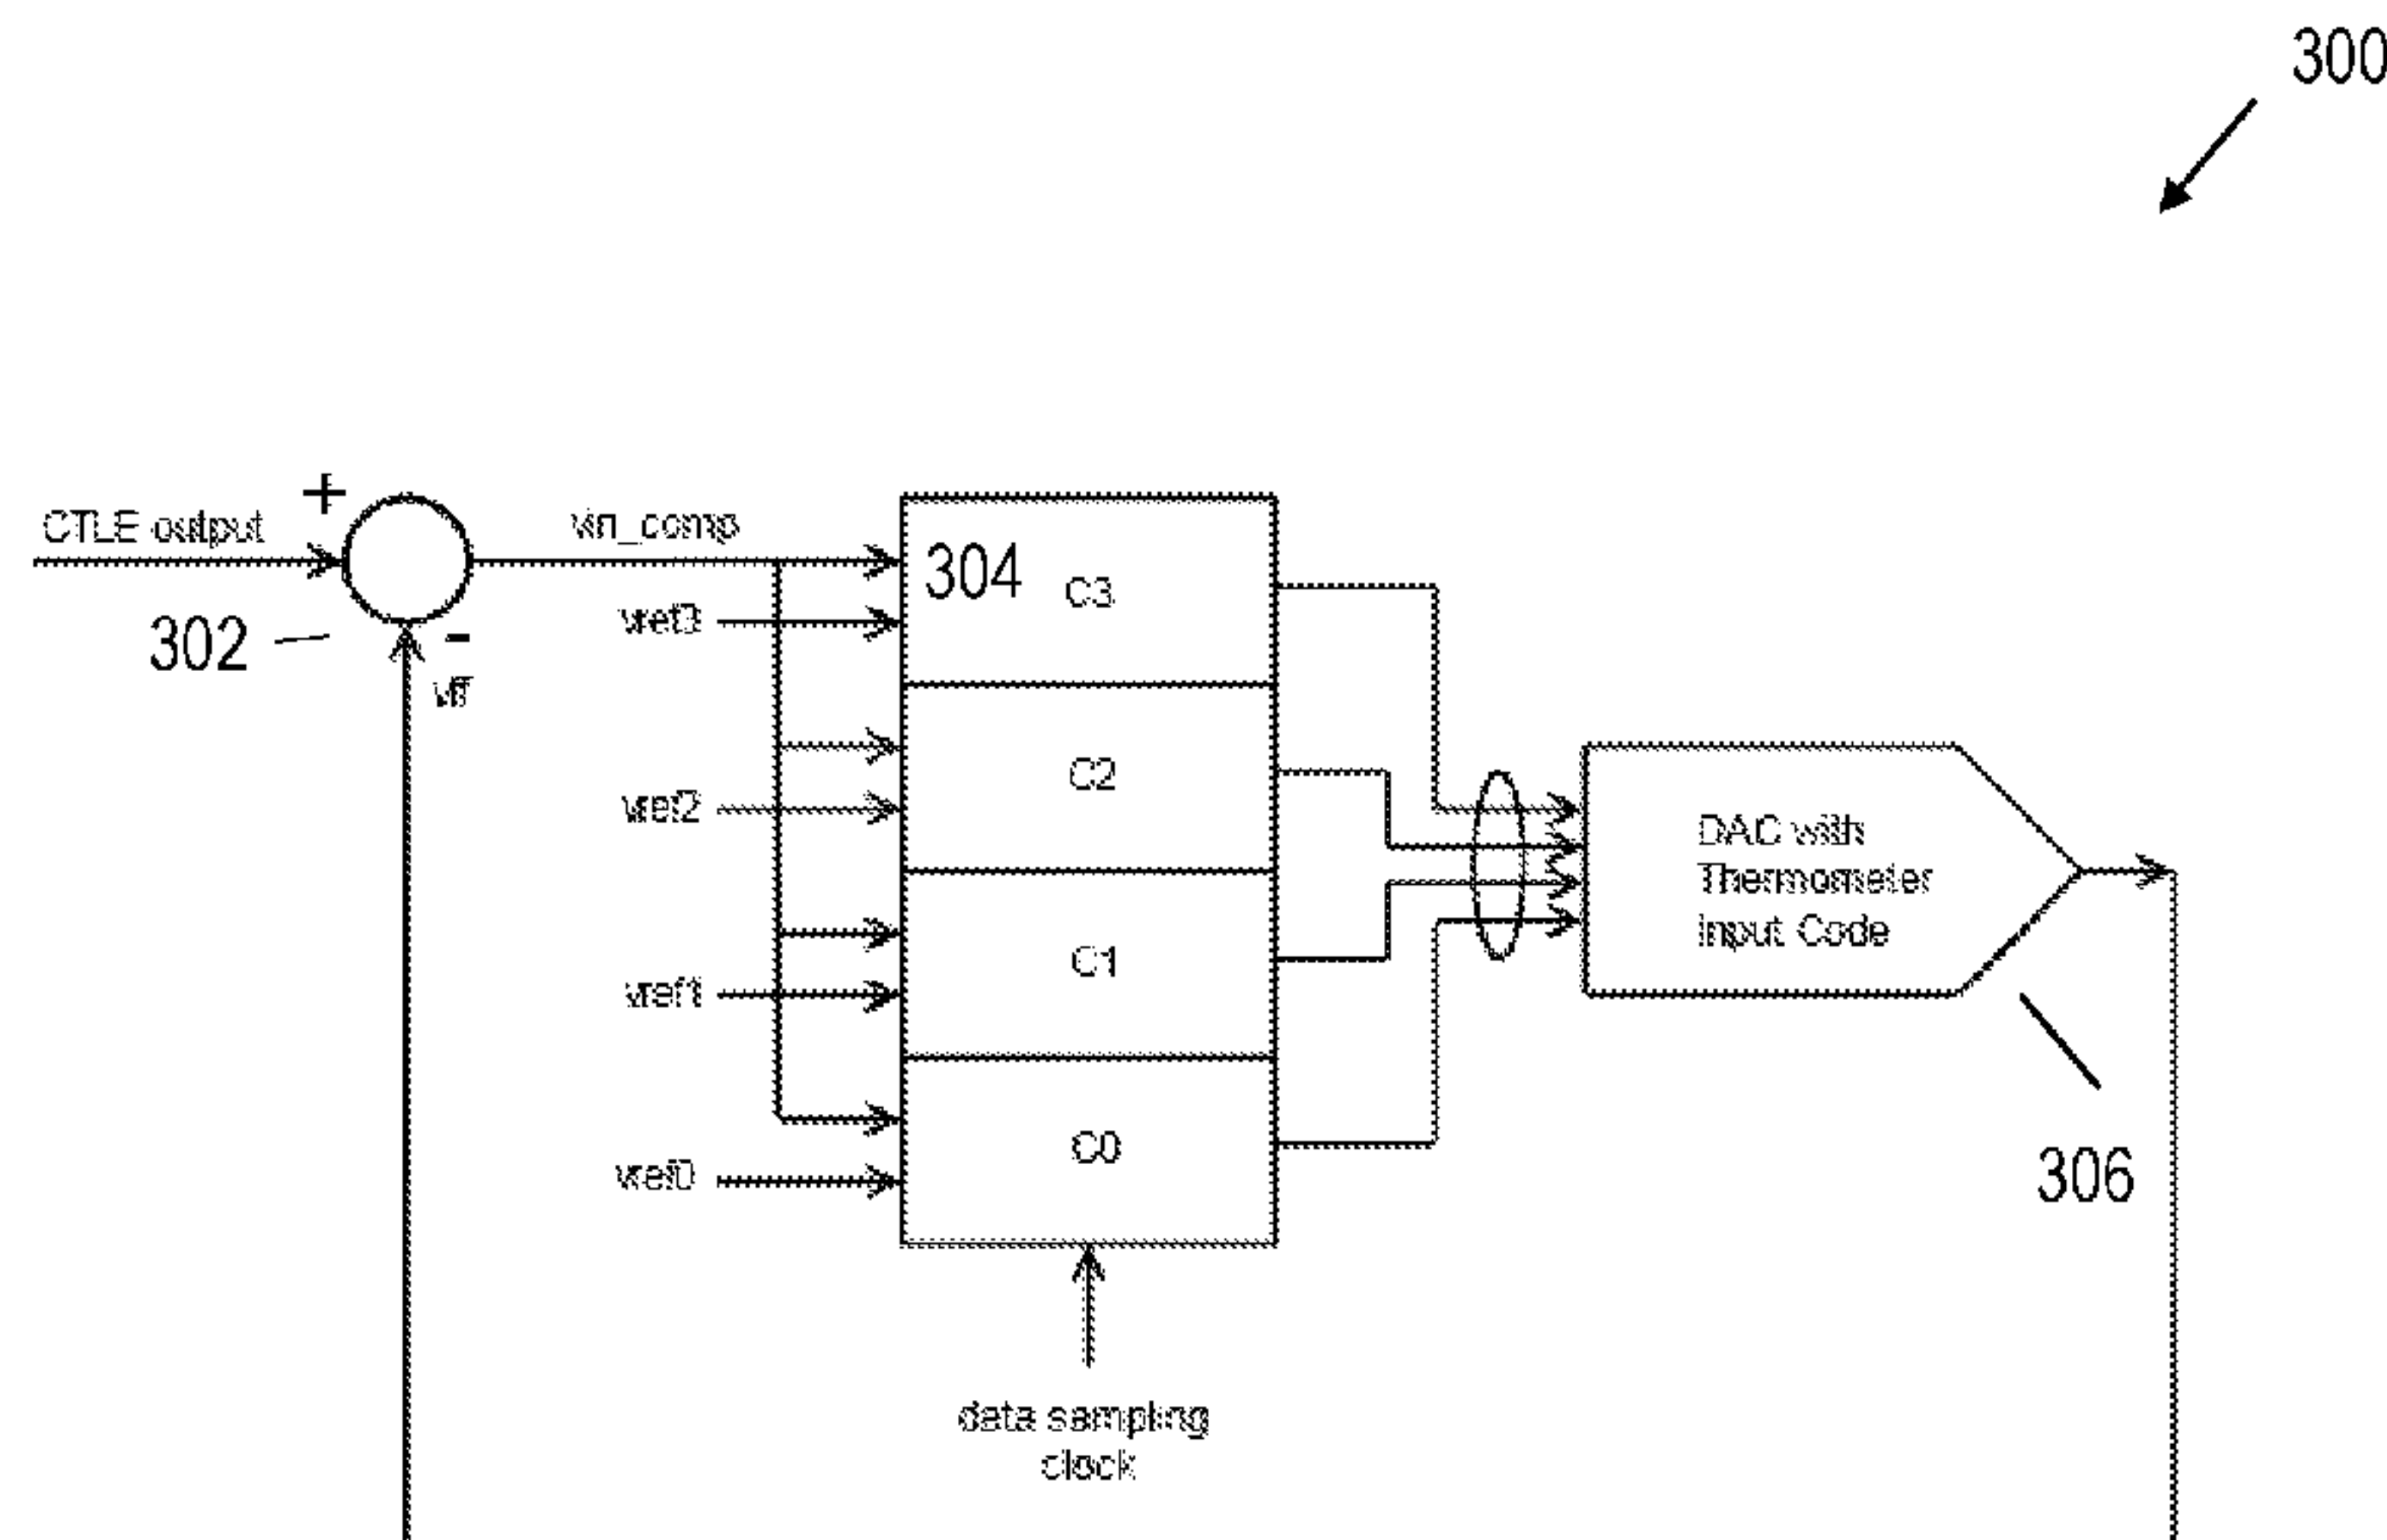 300
+
CTLE output
vin_comp
304
C3
302
-
vref3
vff
C2
vref2
DAC with
Thermometer
Input Code
C1
vref1
C0
vref0
306
data sampling
clock